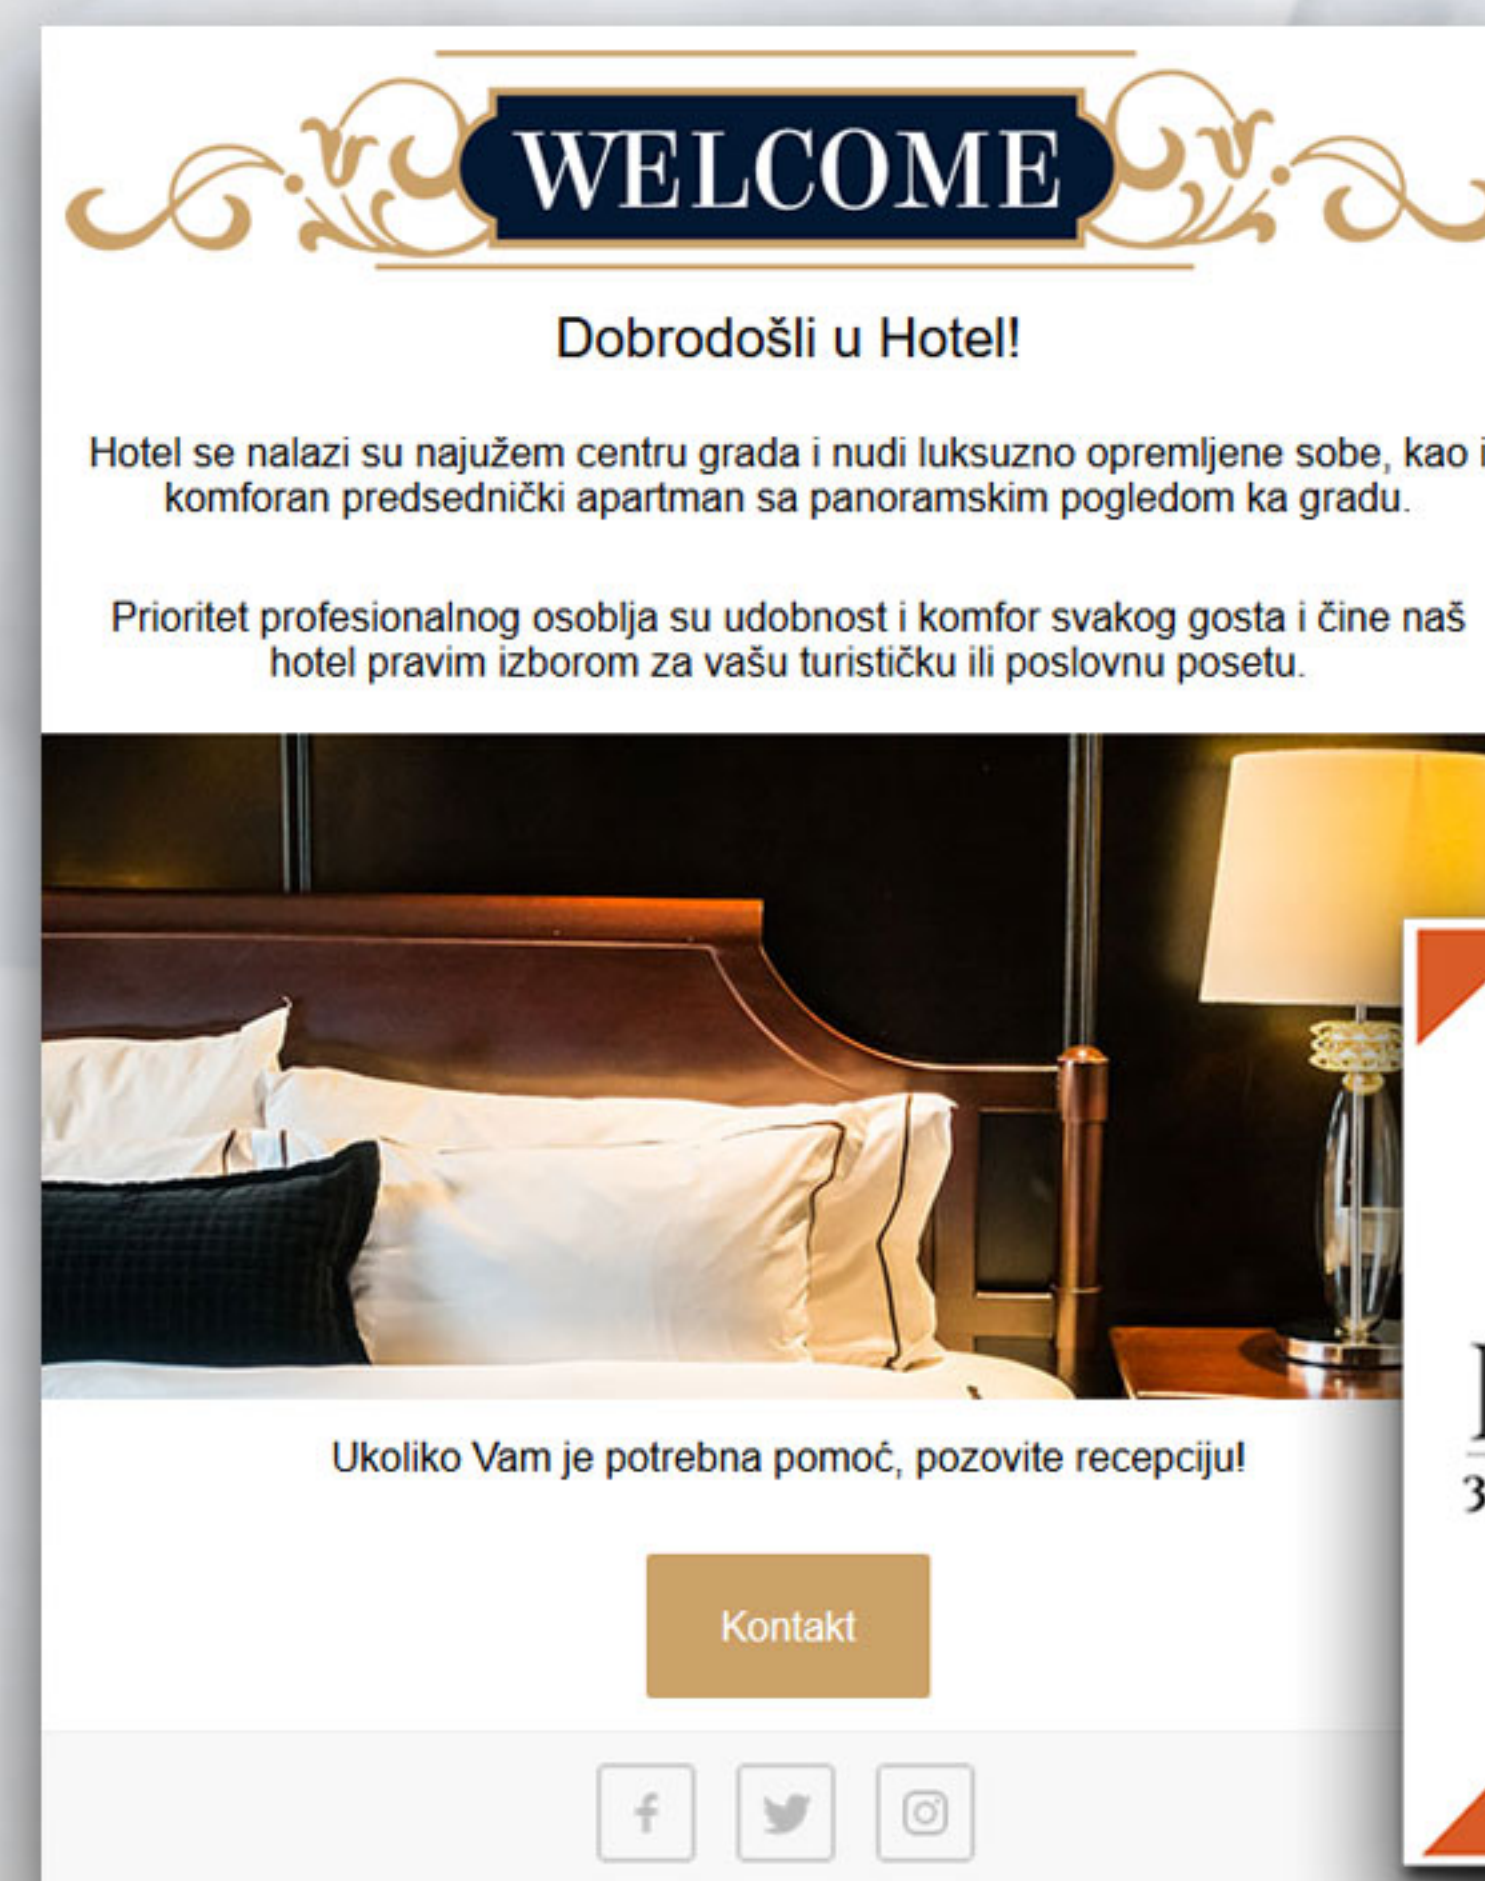 WELCOME
Dobrodošli u Hotel!
Hotel se nalazi su najužem centru grada i nudi luksuzno opremljene sobe, kao i
komforan predsednički apartman sa panoramskim pogledom ka gradu.
Prioritet profesionalnog osoblja su udobnost i komfor svakog gosta i čine naš
hotel pravim izborom za vašu turističku ili poslovnu posetu.
Ukoliko Vam je potrebna pomoć, pozovite recepciju!
Kontakt